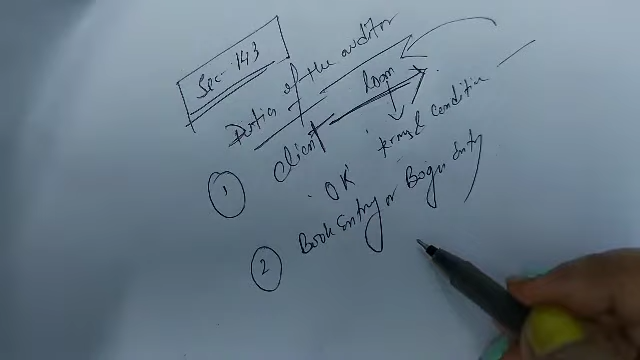 Sec-143
Duties of the auditor
① client loan
terms & condition
OK
② Book Entry or Bogus Entry